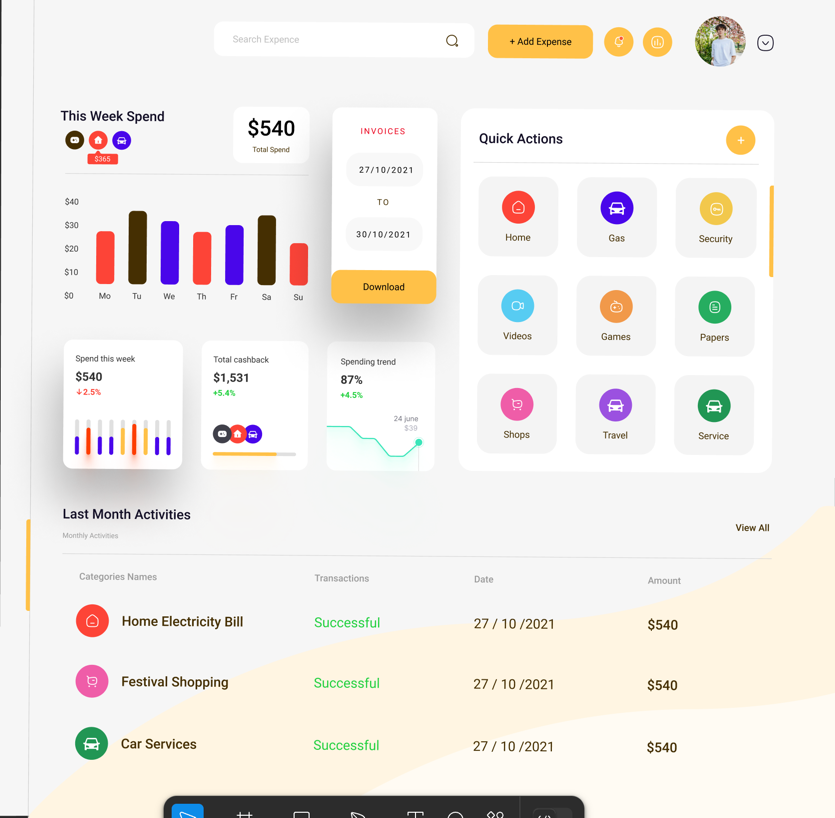 Search Expence
+ Add Expense
This Week Spend
$365
$540
Total Spend
$40
$30
$20
$10
$0
Mo Tu We Th Fr Sa Su
INVOICES
27/10/2021
TO
30/10/2021
Download
Quick Actions
+
Home Gas Security
Videos Games Papers
Shops Travel Service
Spend this week
$540
↓2.5%
Total cashback
$1,531
+5.4%
Spending trend
87%
+4.5%
24 june
$39
Last Month Activities
Monthly Activities
View All
Categories Names Transactions Date Amount
Home Electricity Bill Successful 27 / 10 /2021 $540
Festival Shopping Successful 27 / 10 /2021 $540
Car Services Successful 27 / 10 /2021 $540